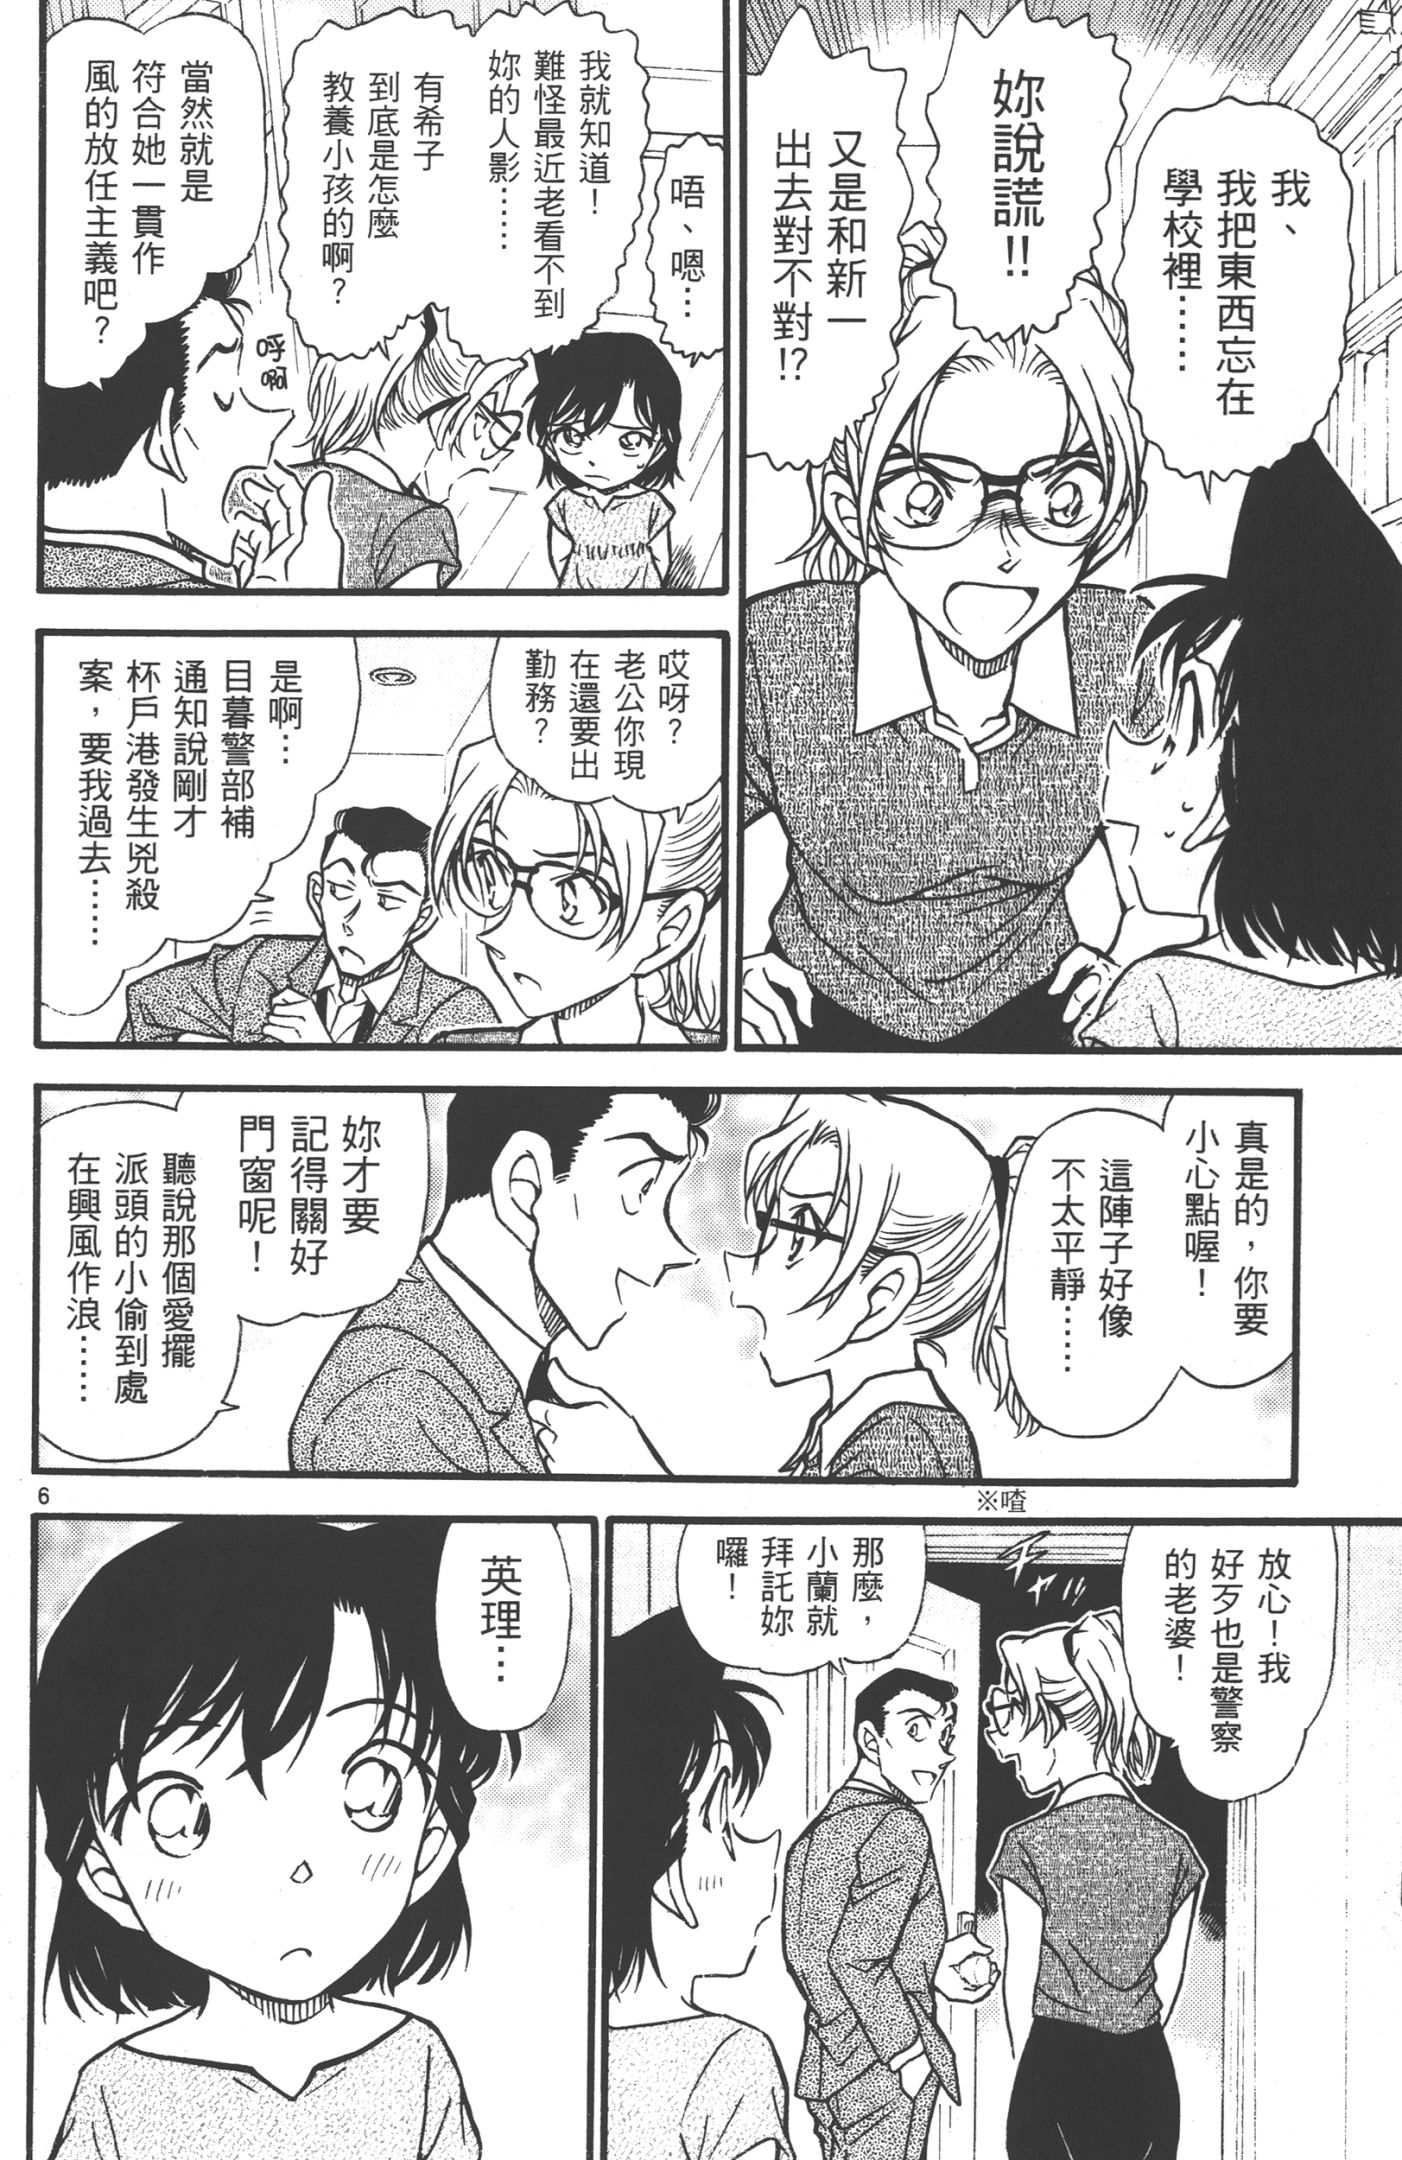 我、
我把東西忘在
學校裡……
妳說謊!!
又是和新一
出去對不對!?
唔、嗯…
我就知道！
難怪最近老看不到
妳的人影……
有希子
到底是怎麼
教養小孩的啊？
當然就是
符合她一貫作
風的放任主義吧？
呼啊
哎呀？
老公你現
在還要出
勤務？
是啊…
目暮警部補
通知說剛才
杯戶港發生兇殺
案，要我過去……
真是的，你要
小心點喔！
這陣子好像
不太平靜……
妳才要
記得關好
門窗呢！
聽說那個愛擺
派頭的小偷到處
在興風作浪……
6
※喳
放心！我
好歹也是警察
的老婆！
那麼，
小蘭就
拜託妳
囉！
英理…